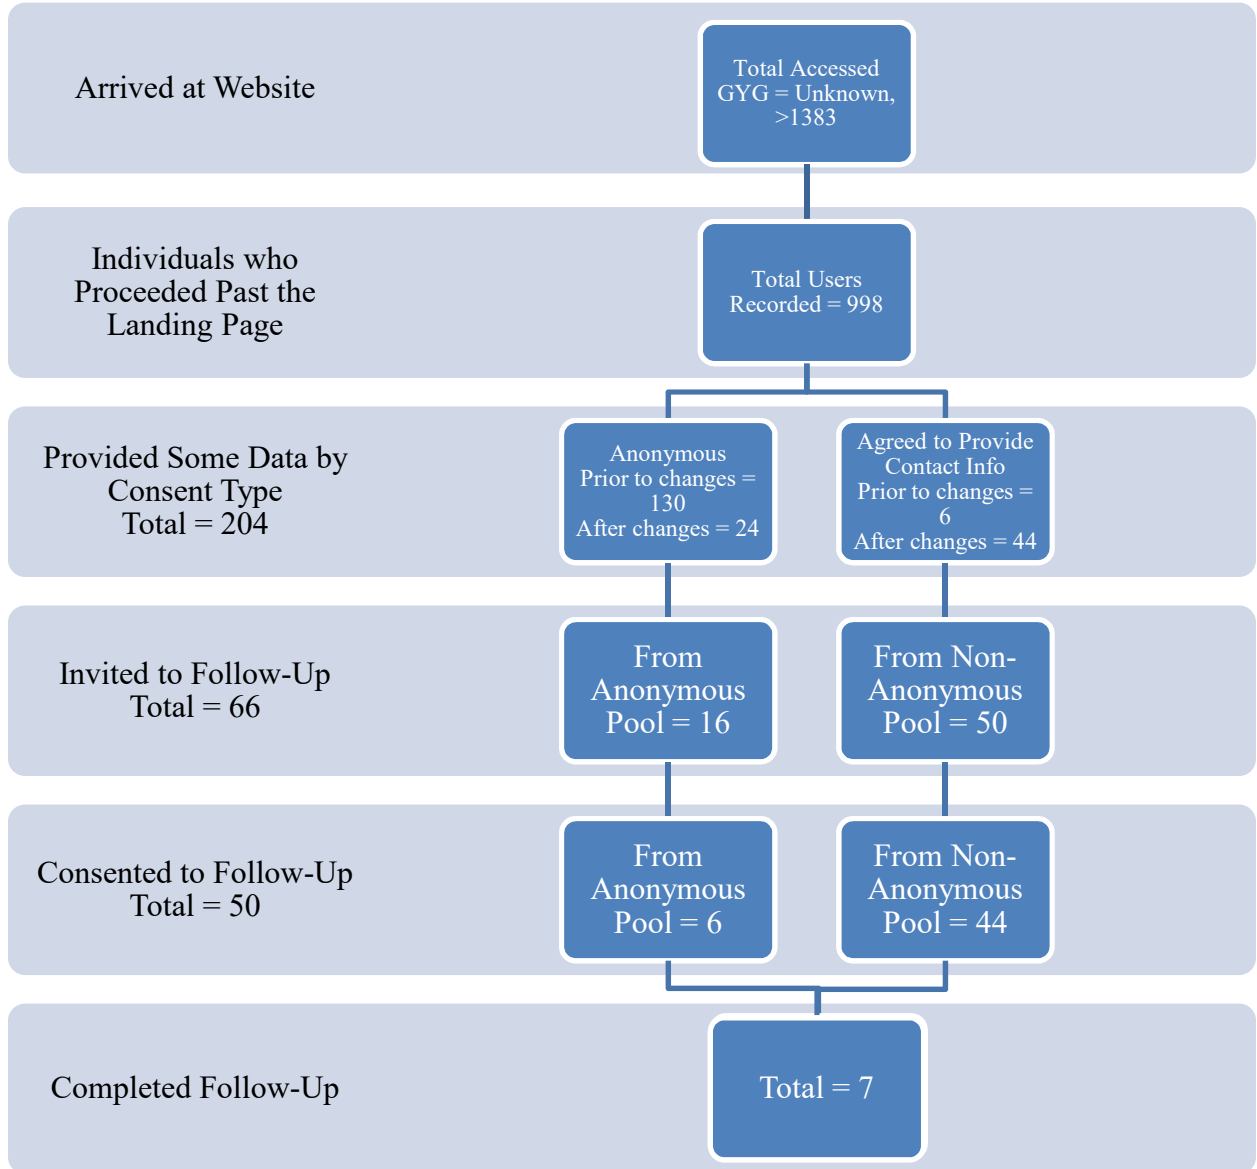 Arrived at Website
Total Accessed
GYG = Unknown,
>1383
Individuals who
Proceeded Past the
Landing Page
Total Users
Recorded = 998
Provided Some Data by
Consent Type
Total = 204
Anonymous
Prior to changes =
130
After changes = 24
Agreed to Provide
Contact Info
Prior to changes =
6
After changes = 44
Invited to Follow-Up
Total = 66
From
Anonymous
Pool = 16
From Non-
Anonymous
Pool = 50
Consented to Follow-Up
Total = 50
From
Anonymous
Pool = 6
From Non-
Anonymous
Pool = 44
Completed Follow-Up
Total = 7